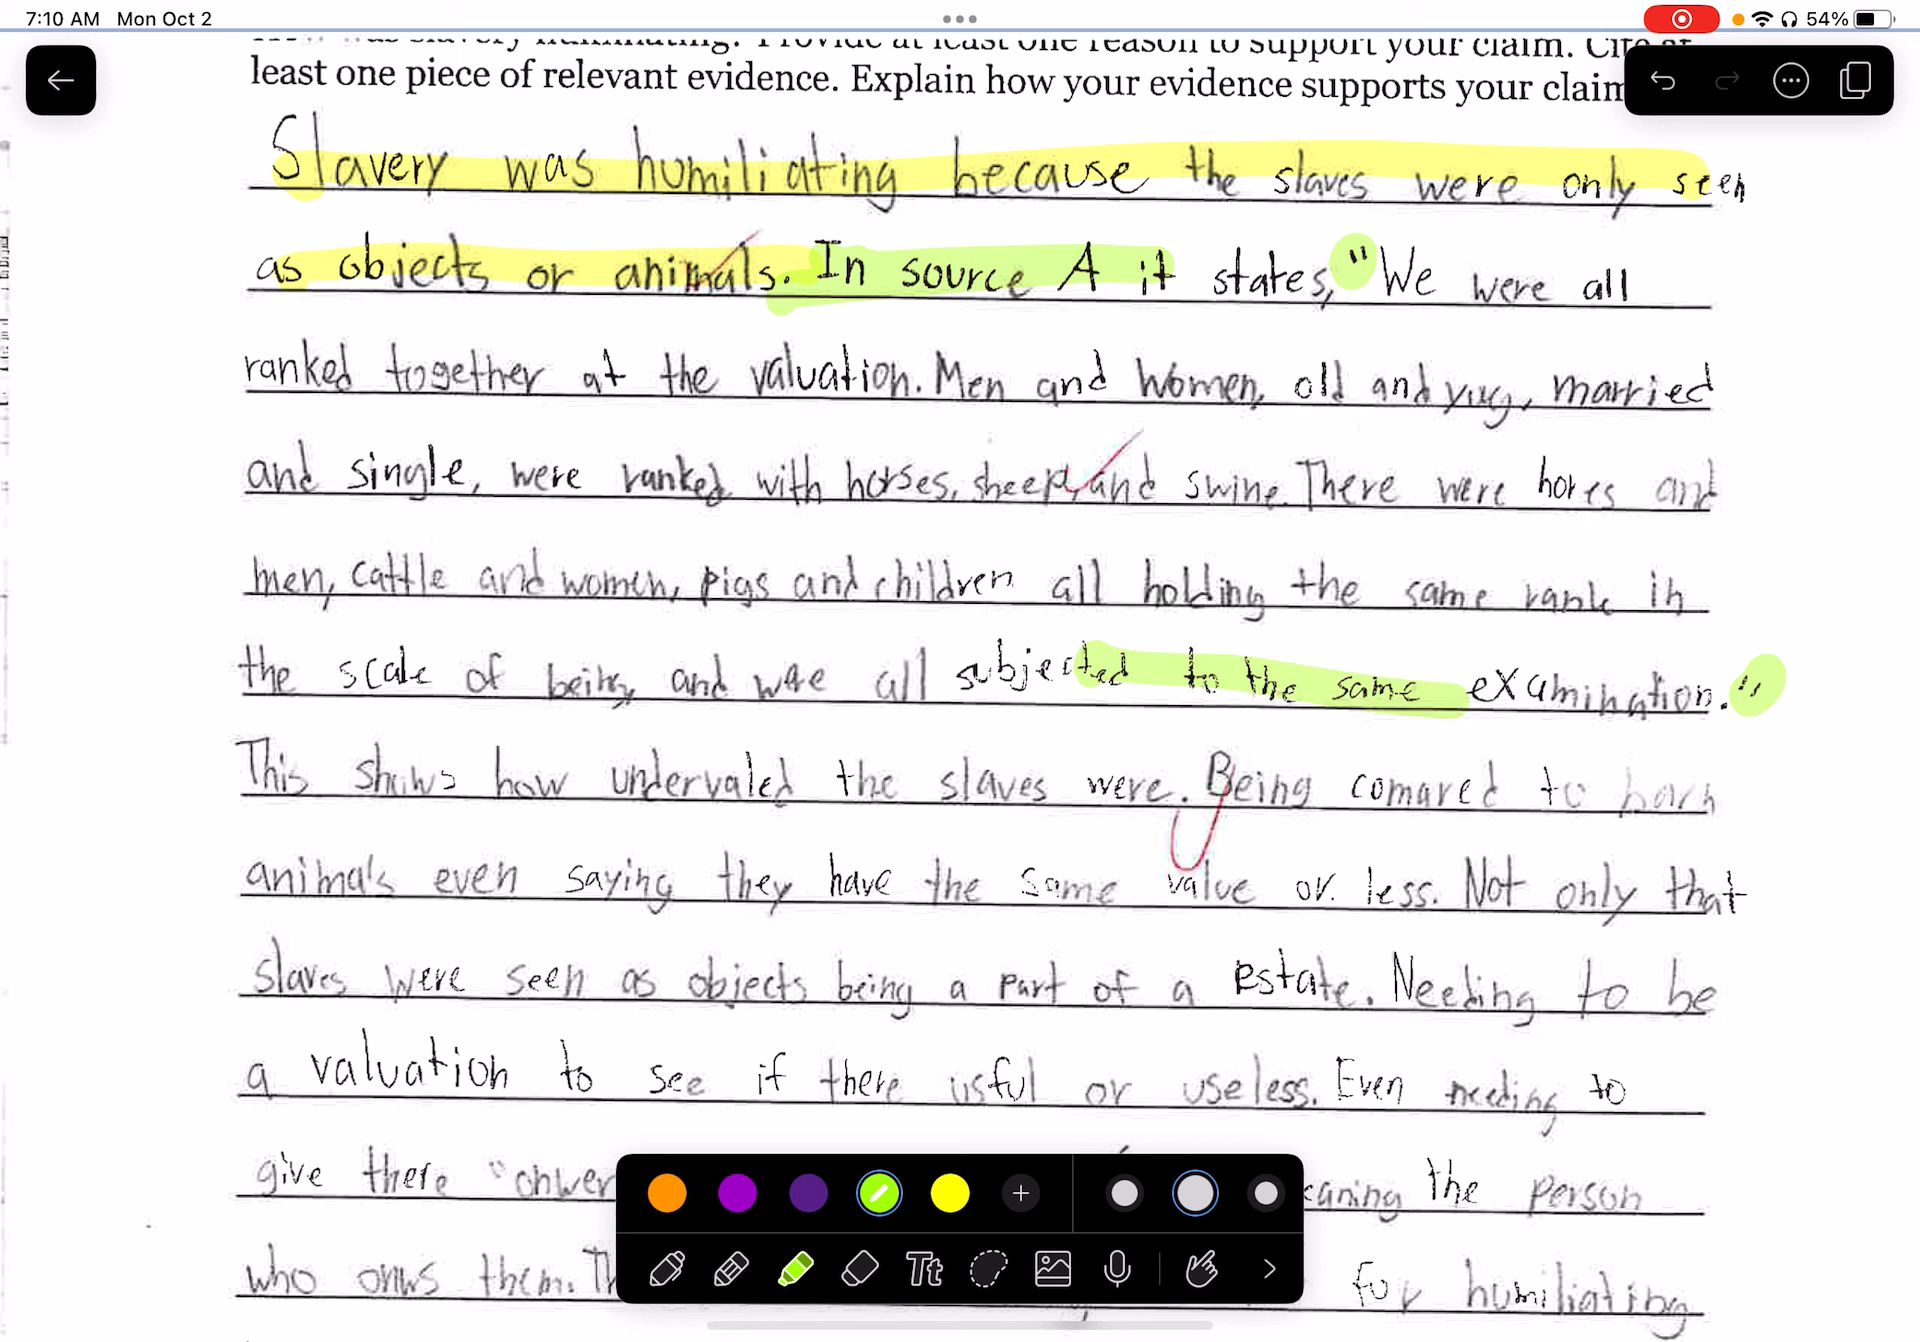 7:10 AM Mon Oct 2
54%
least one piece of relevant evidence. Explain how your evidence supports your claim
Slavery was humiliating because the slaves were only seen
as objects or animals. In source A it states, "We were all
ranked together at the valuation. Men and women, old and yug, married
and single, were ranked with horses, sheep, and swine. There were hores and
men, cattle and women, pigs and children all holding the same rank in
the scale of being, and were all subjected to the same examination."
This shows how undervaled the slaves were. Being comared to
animals even saying they have the same value or less. Not only that
slaves were seen as objects being a part of a estate. Needing to be
a valuation to see if there usful or useless. Even needing to
give there "onwer the person
who onws them. for humiliating
Tt